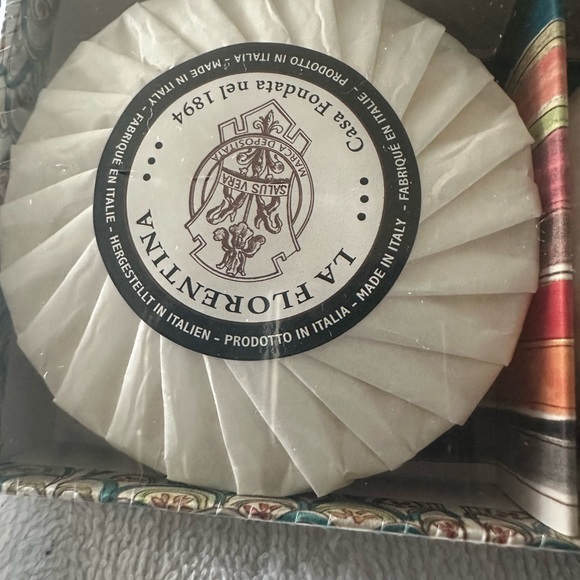 LA FLORENTINA
Casa Fondata nel 1894
MARCA DEPOSITATA
SALUS VERA
PRODOTTO IN ITALIA - MADE IN ITALY - FABRIQUÉ EN ITALIE - HERGESTELLT IN ITALIEN - PRODOTTO IN ITALIA - MADE IN ITALY - FABRIQUÉ EN ITALIE -